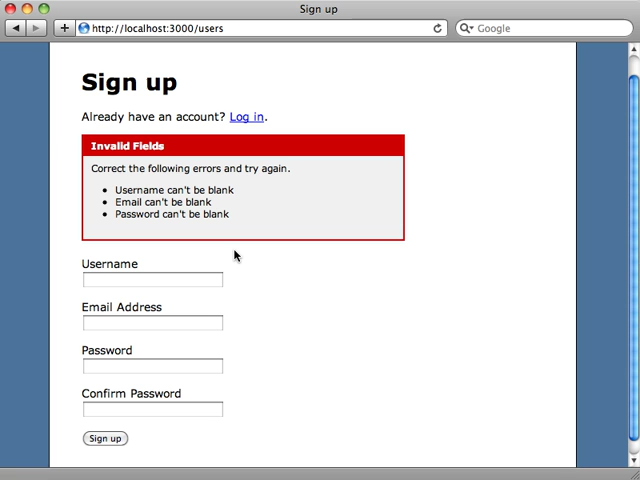 Sign up
http://localhost:3000/users
Google
Sign up
Already have an account? Log in.
Invalid Fields
Correct the following errors and try again.
Username can't be blank
Email can't be blank
Password can't be blank
Username
Email Address
Password
Confirm Password
Sign up